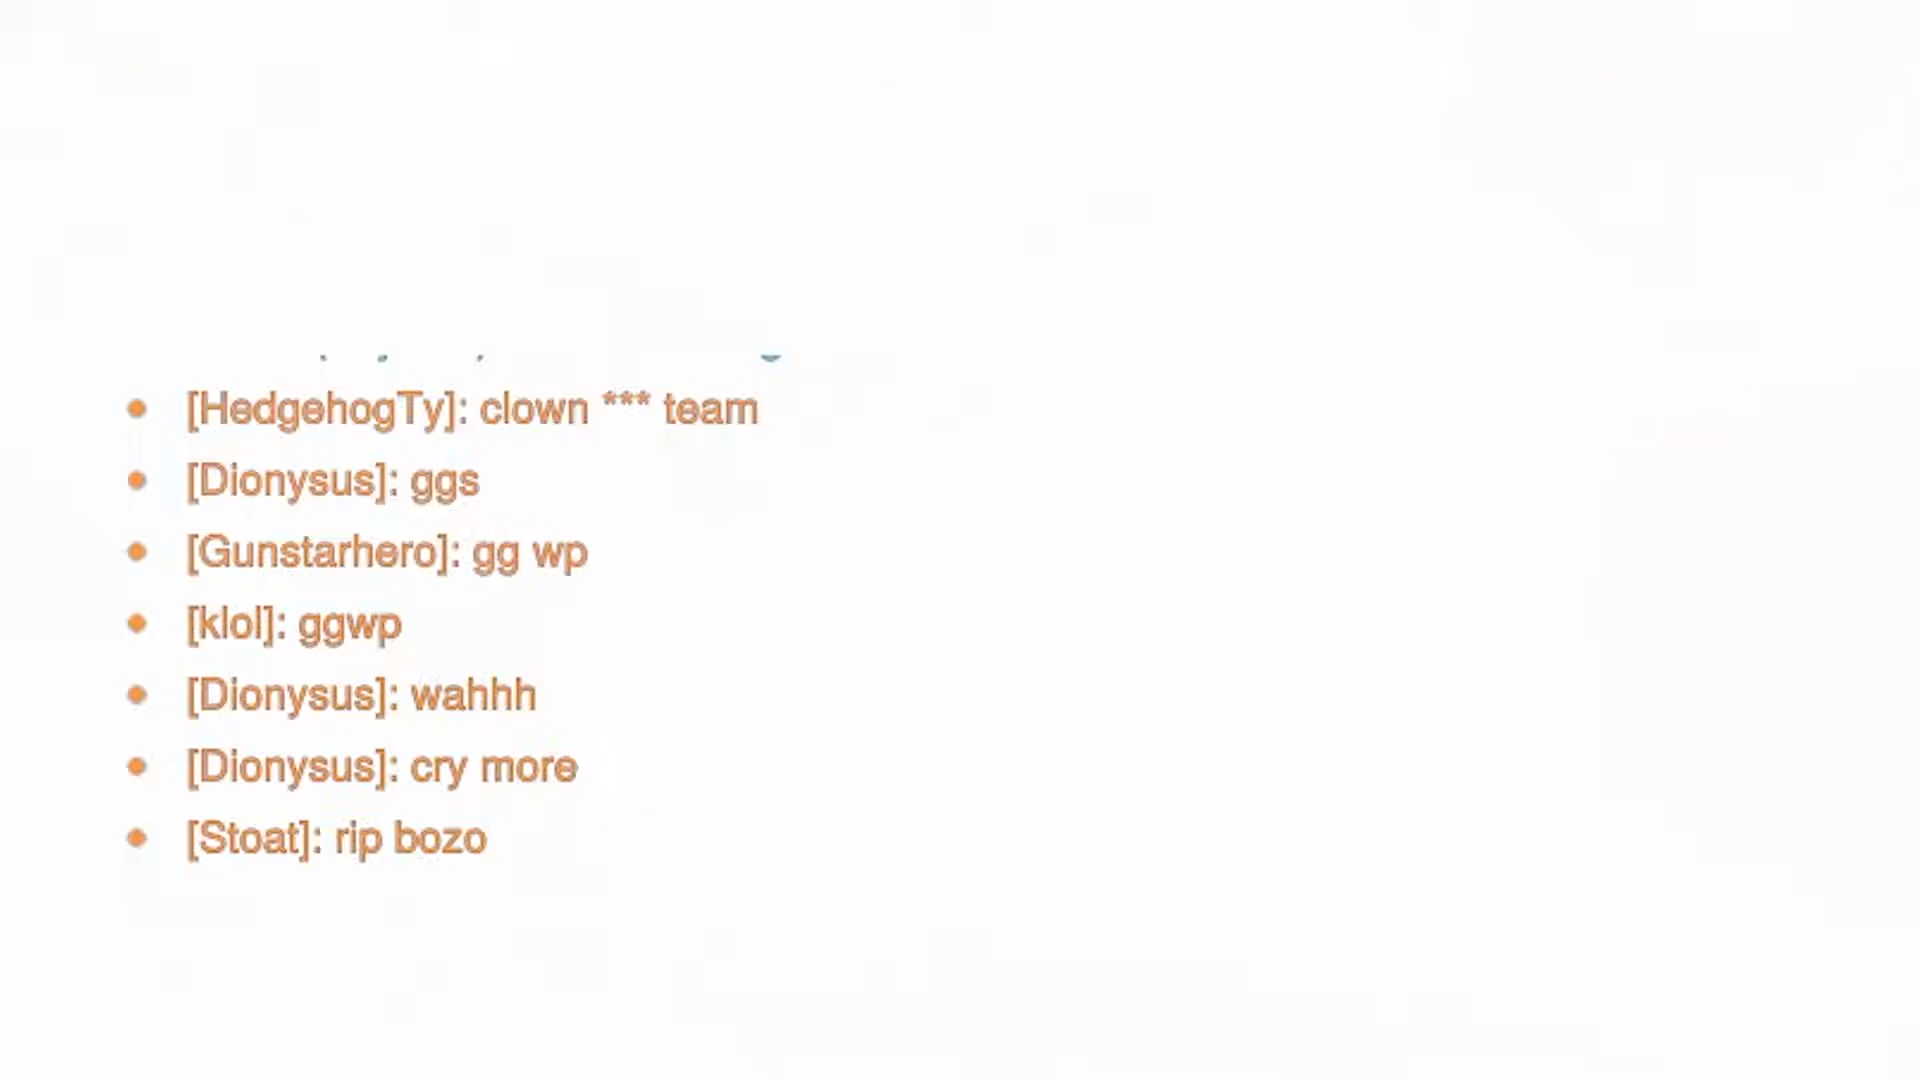 [HedgehogTy]: clown *** team
[Dionysus]: ggs
[Gunstarhero]: gg wp
[klol]: ggwp
[Dionysus]: wahhh
[Dionysus]: cry more
[Stoat]: rip bozo